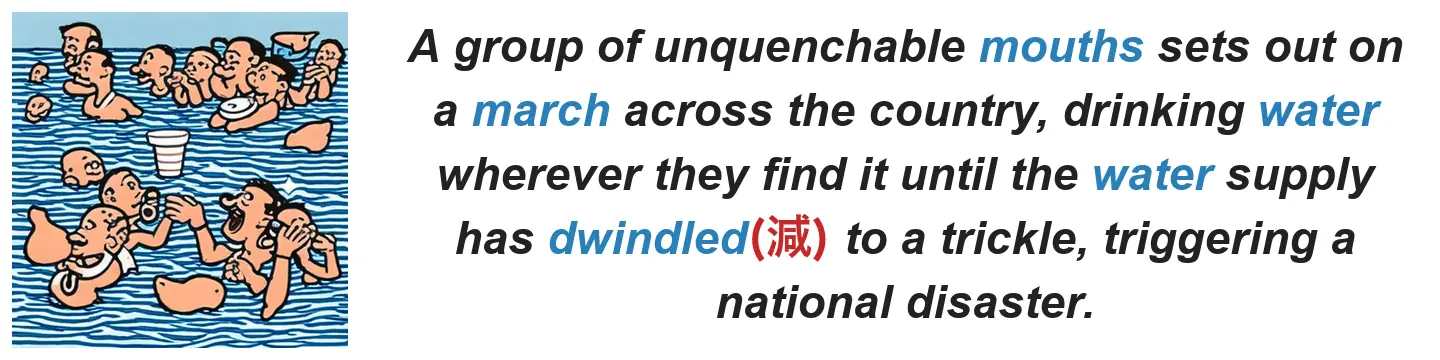 A group of unquenchable mouths sets out on
a march across the country, drinking water
wherever they find it until the water supply
has dwindled(減) to a trickle, triggering a
national disaster.